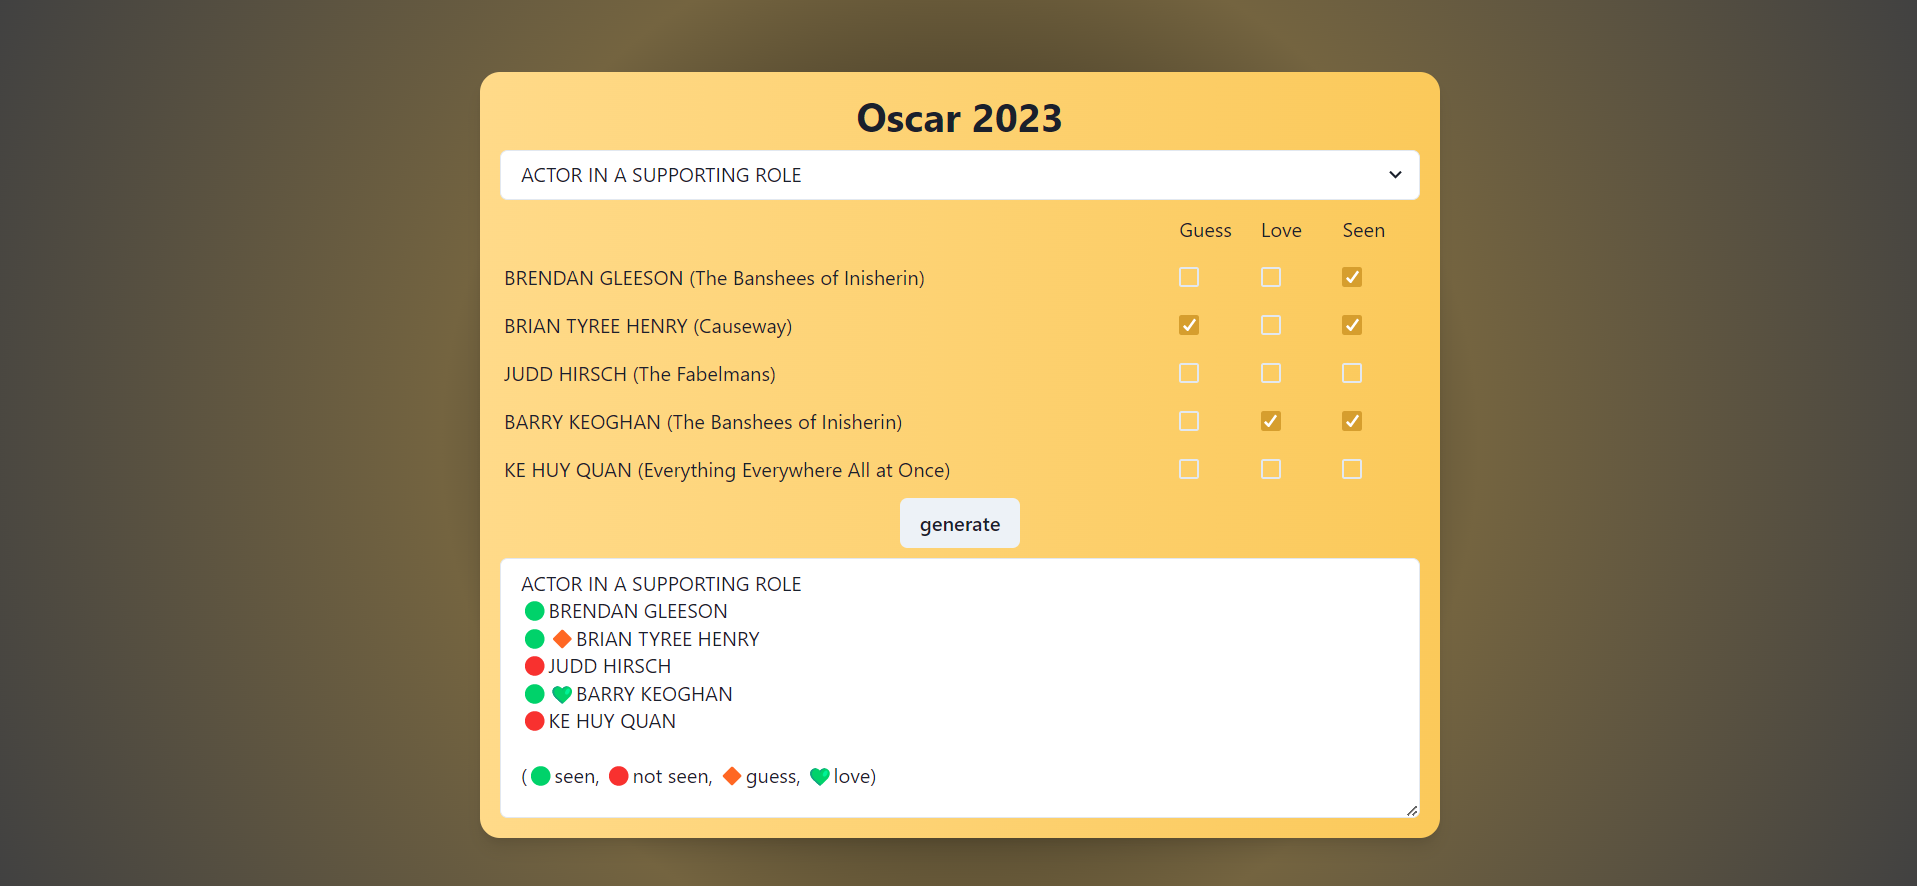 Oscar 2023
ACTOR IN A SUPPORTING ROLE
Guess Love Seen
BRENDAN GLEESON (The Banshees of Inisherin)
BRIAN TYREE HENRY (Causeway)
JUDD HIRSCH (The Fabelmans)
BARRY KEOGHAN (The Banshees of Inisherin)
KE HUY QUAN (Everything Everywhere All at Once)
generate
ACTOR IN A SUPPORTING ROLE
🟢BRENDAN GLEESON
🟢🔸BRIAN TYREE HENRY
🔴JUDD HIRSCH
🟢💚BARRY KEOGHAN
🔴KE HUY QUAN
(🟢seen, 🔴not seen, 🔸guess, 💚love)